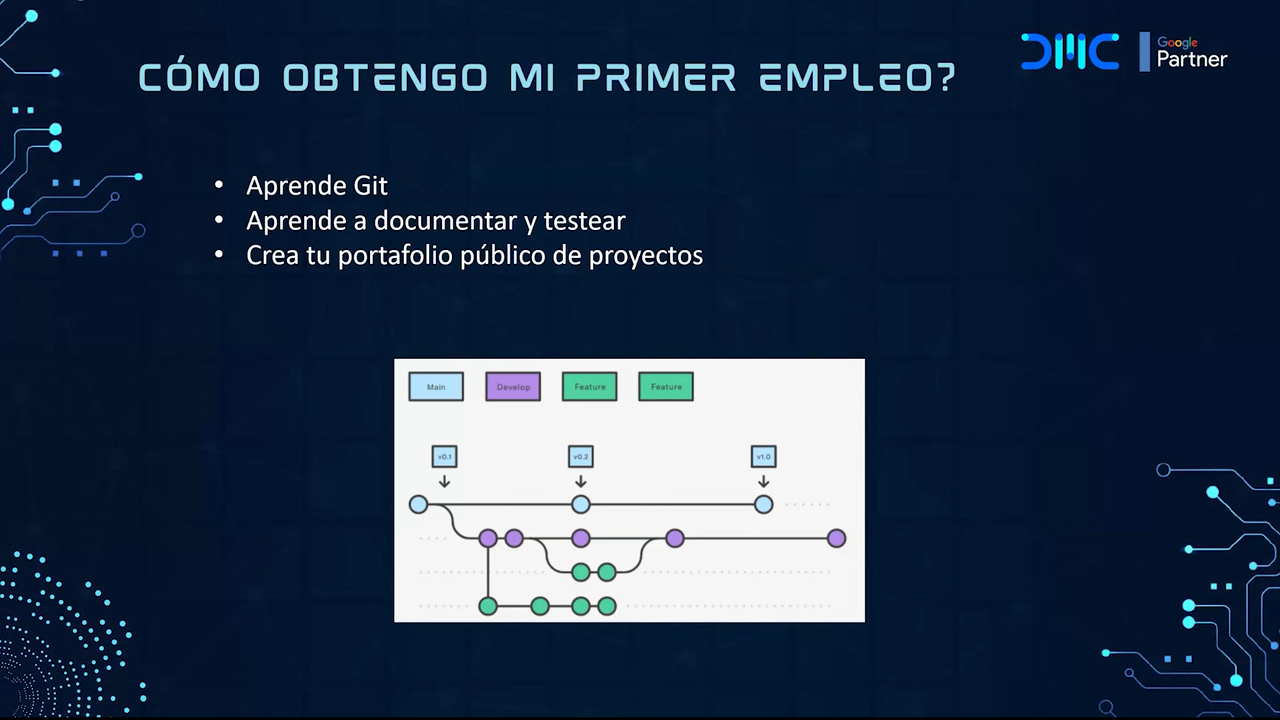 CÓMO OBTENGO MI PRIMER EMPLEO?
DMC
Google
Partner
• Aprende Git
• Aprende a documentar y testear
• Crea tu portafolio público de proyectos
Main
Develop
Feature
Feature
v0.1
v0.2
v1.0